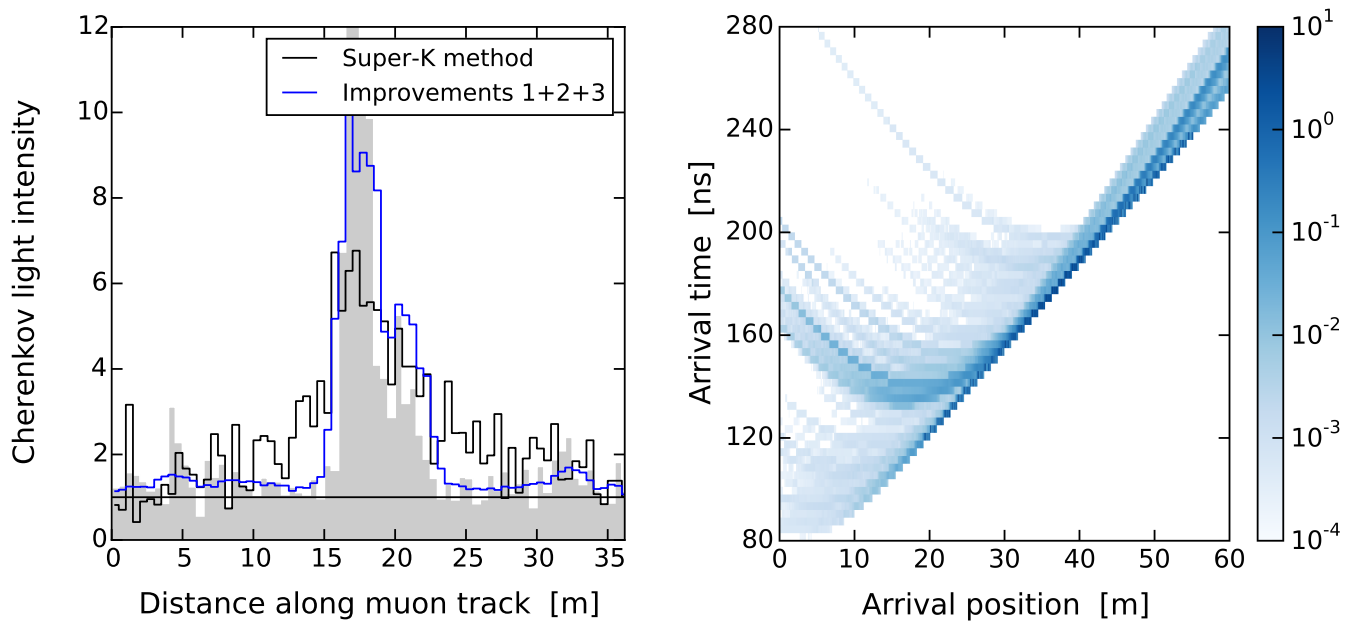 Cherenkov light intensity
12
10
8
6
4
2
0
Super-K method
Improvements 1+2+3
0 5 10 15 20 25 30 35
Distance along muon track [m]
Arrival time [ns]
280
240
200
160
120
80
0 10 20 30 40 50 60
Arrival position [m]
10^1
10^0
10^-1
10^-2
10^-3
10^-4